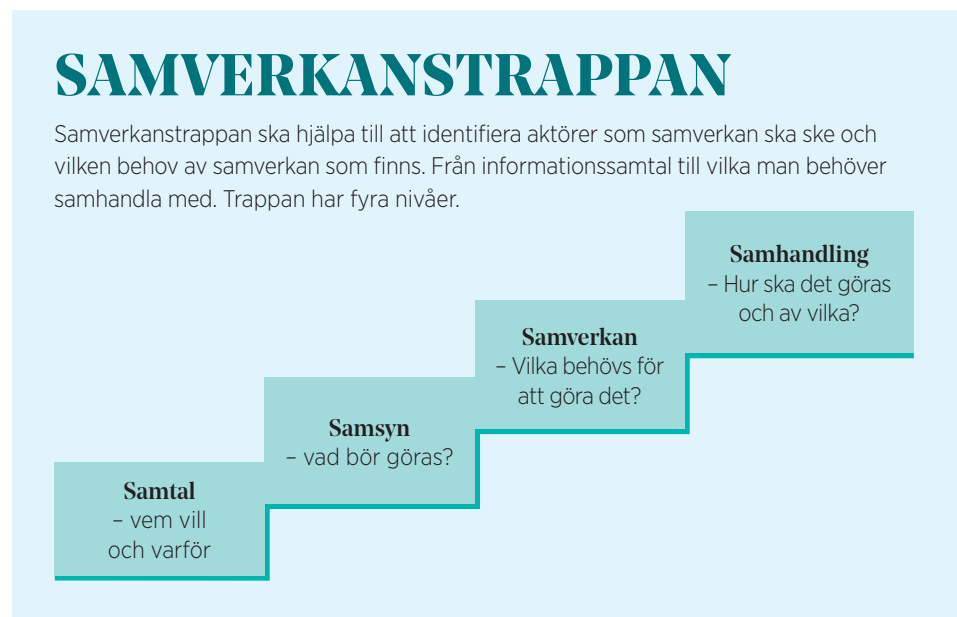 SAMVERKANSTRAPPAN
Samverkanstrappan ska hjälpa till att identifiera aktörer som samverkan ska ske och
vilken behov av samverkan som finns. Från informationssamtal till vilka man behöver
samhandla med. Trappan har fyra nivåer.
Samhandling
– Hur ska det göras
och av vilka?
Samverkan
– Vilka behövs för
att göra det?
Samsyn
– vad bör göras?
Samtal
– vem vill
och varför